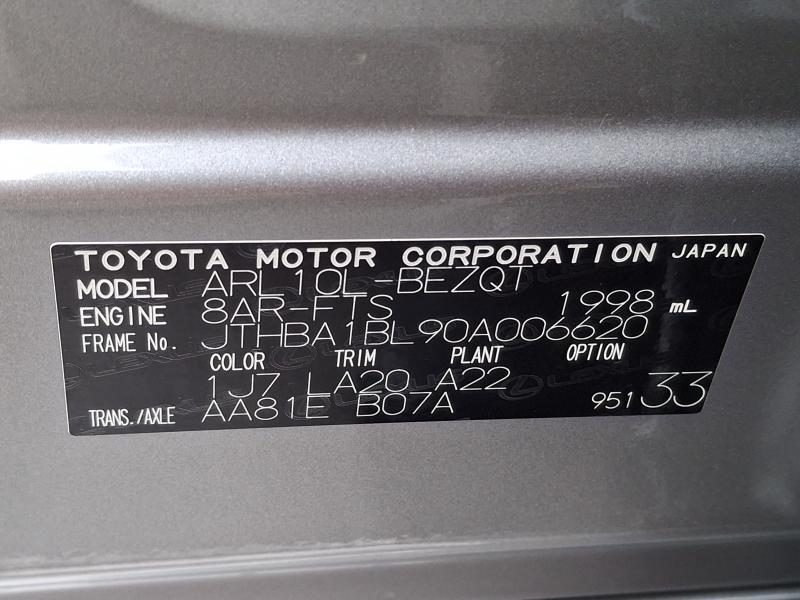 TOYOTA MOTOR CORPORATION JAPAN
MODEL ARL10L-BEZQT
ENGINE 8AR-FTS 1998 mL
FRAME No. JTHBA1BL90A006620
COLOR TRIM PLANT OPTION
1J7 LA20 A22
TRANS./AXLE AA81E B07A 951 33